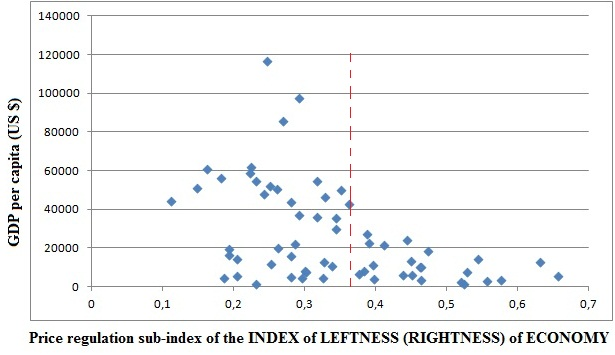 140000
120000
100000
80000
60000
40000
20000
0
GDP per capita (US $)
0 0,1 0,2 0,3 0,4 0,5 0,6 0,7
Price regulation sub-index of the INDEX of LEFTNESS (RIGHTNESS) of ECONOMY